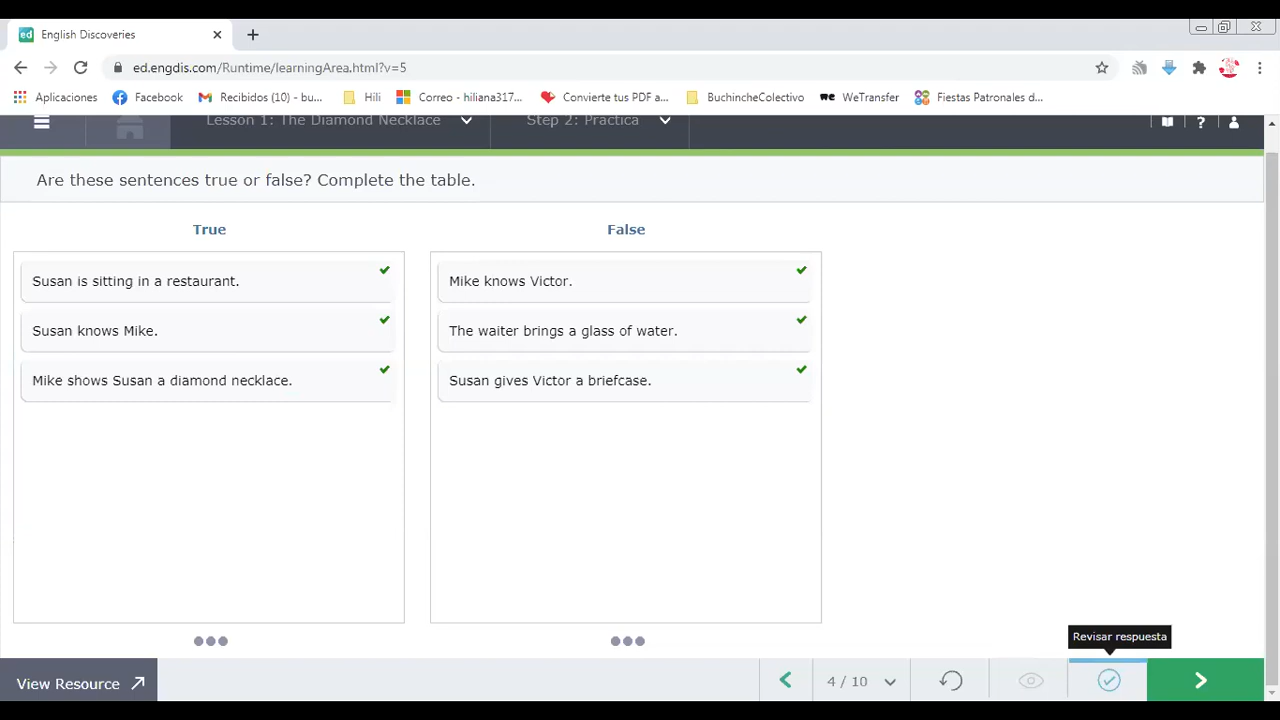 English Discoveries
ed.engdis.com/Runtime/learningArea.html?v=5
Aplicaciones Facebook Recibidos (10) - bu... Hili Correo - hiliana317... Convierte tus PDF a... BuchincheColectivo WeTransfer Fiestas Patronales d...
Lesson 1: The Diamond Necklace Step 2: Practica
Are these sentences true or false? Complete the table.
True
Susan is sitting in a restaurant.
Susan knows Mike.
Mike shows Susan a diamond necklace.
False
Mike knows Victor.
The waiter brings a glass of water.
Susan gives Victor a briefcase.
Revisar respuesta
View Resource 4 / 10